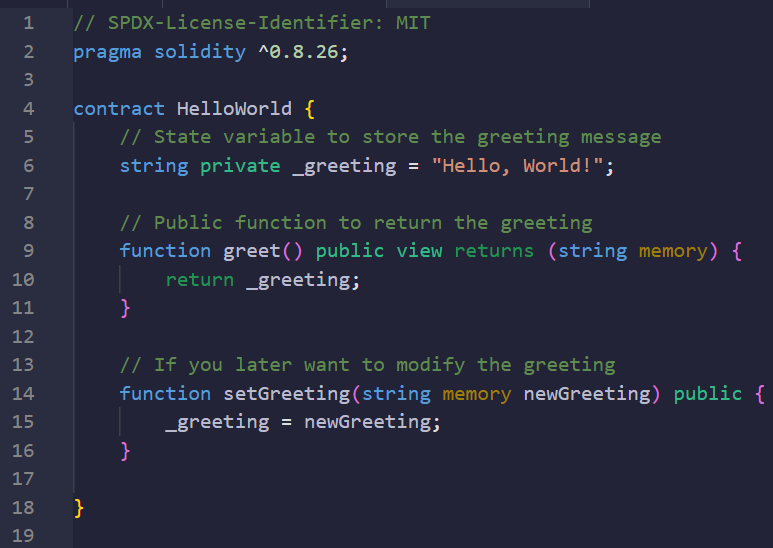 1 // SPDX-License-Identifier: MIT
2 pragma solidity ^0.8.26;
3
4 contract HelloWorld {
5     // State variable to store the greeting message
6     string private _greeting = "Hello, World!";
7
8     // Public function to return the greeting
9     function greet() public view returns (string memory) {
10         return _greeting;
11     }
12
13     // If you later want to modify the greeting
14     function setGreeting(string memory newGreeting) public {
15         _greeting = newGreeting;
16     }
17
18 }
19